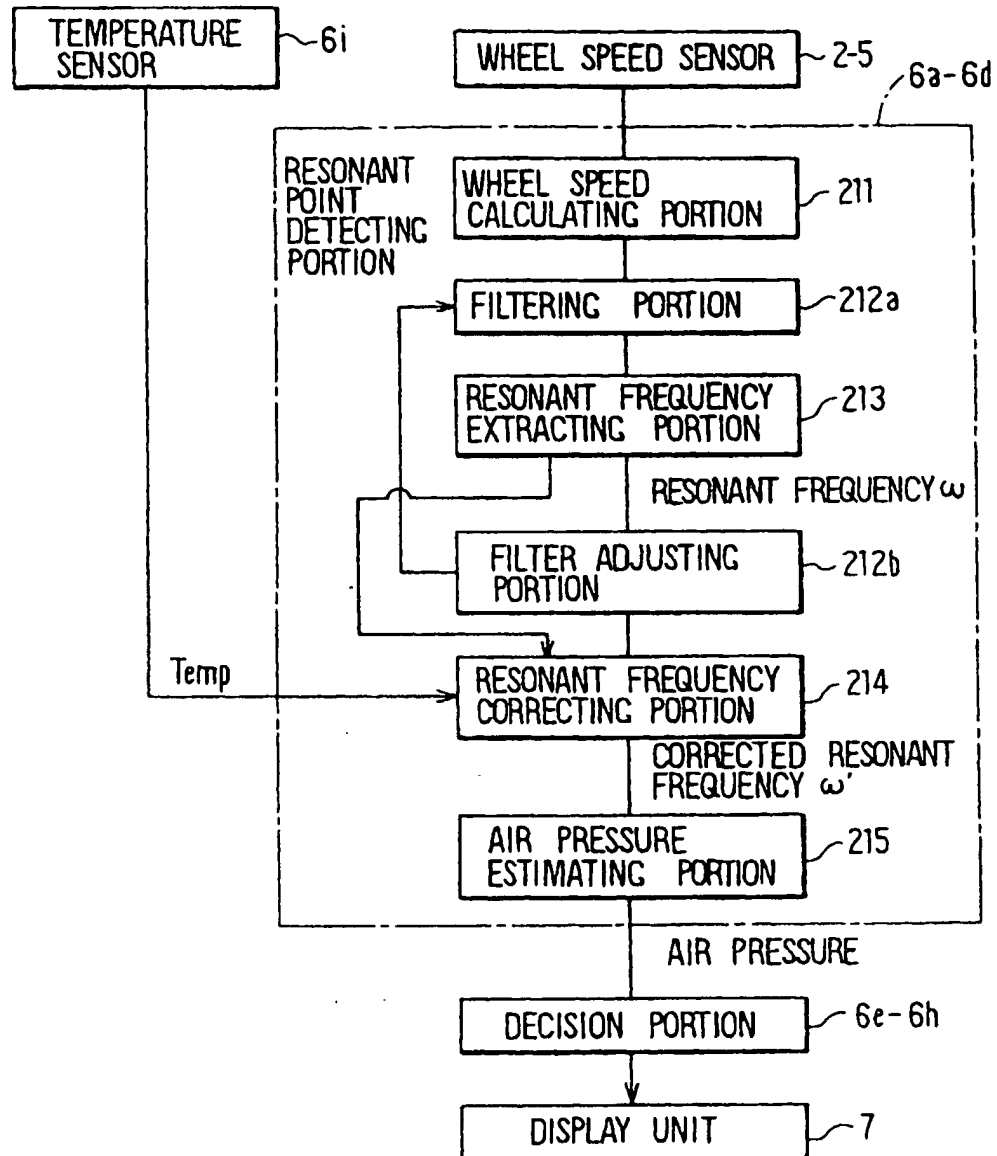 TEMPERATURE
SENSOR
6i
WHEEL SPEED SENSOR
2-5
6a-6d
RESONANT
POINT
DETECTING
PORTION
WHEEL SPEED
CALCULATING PORTION
211
FILTERING PORTION
212a
RESONANT FREQUENCY
EXTRACTING PORTION
213
RESONANT FREQUENCY ω
FILTER ADJUSTING
PORTION
212b
Temp
RESONANT FREQUENCY
CORRECTING PORTION
214
CORRECTED RESONANT
FREQUENCY ω'
AIR PRESSURE
ESTIMATING PORTION
215
AIR PRESSURE
DECISION PORTION
6e-6h
DISPLAY UNIT
7